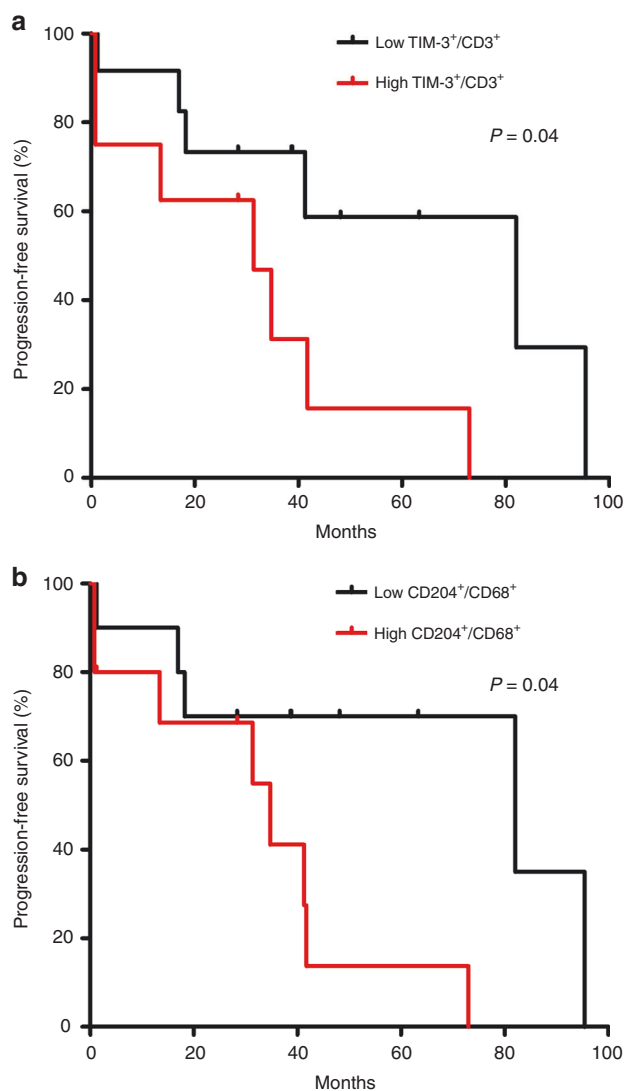 a
100
80
60
40
20
0
Progression-free survival (%)
Low TIM-3⁺/CD3⁺
High TIM-3⁺/CD3⁺
P = 0.04
0 20 40 60 80 100
Months
b
100
80
60
40
20
0
Progression-free survival (%)
Low CD204⁺/CD68⁺
High CD204⁺/CD68⁺
P = 0.04
0 20 40 60 80 100
Months